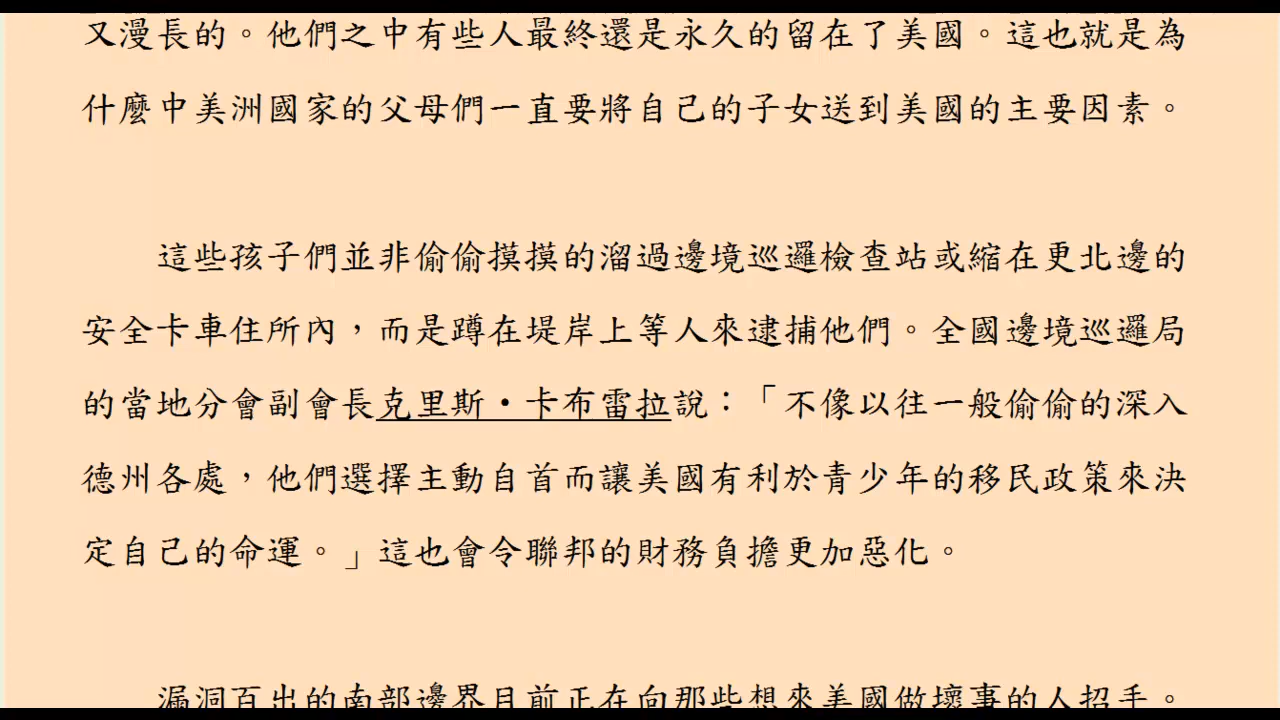 又漫長的。他們之中有些人最終還是永久的留在了美國。這也就是為
什麼中美洲國家的父母們一直要將自己的子女送到美國的主要因素。
這些孩子們並非偷偷摸摸的溜過邊境巡邏檢查站或縮在更北邊的
安全卡車住所內，而是蹲在堤岸上等人來逮捕他們。全國邊境巡邏局
的當地分會副會長克里斯•卡布雷拉說：「不像以往一般偷偷的深入
德州各處，他們選擇主動自首而讓美國有利於青少年的移民政策來決
定自己的命運。」這也會令聯邦的財務負擔更加惡化。
漏洞百出的南部邊界目前正在向那些想來美國做壞事的人招手。